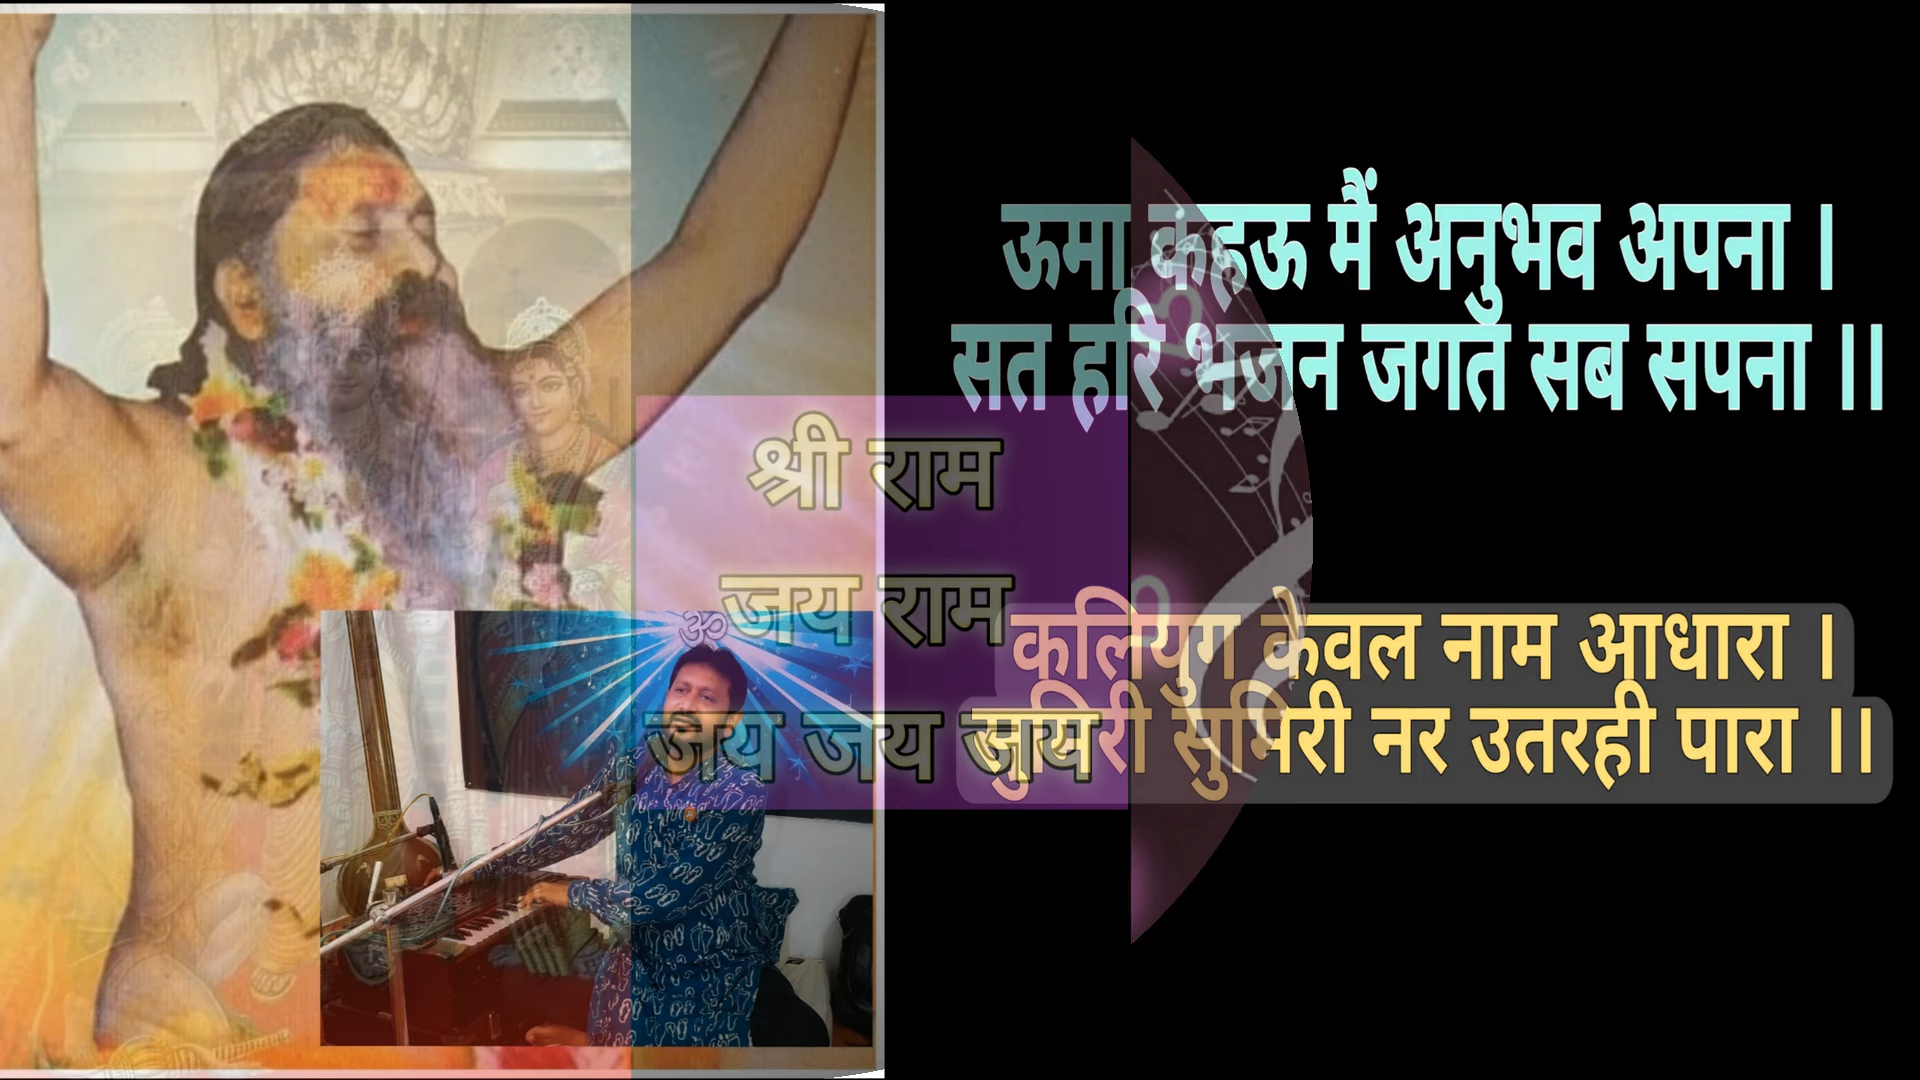 ऊमा कहऊ मैं अनुभव अपना ।
सत हरि भजन जगत सब सपना ।।
श्री राम
जय राम
जय जय जय
ॐ
कलियुग केवल नाम आधारा ।
सुमिरी सुमिरी नर उतरही पारा ।।